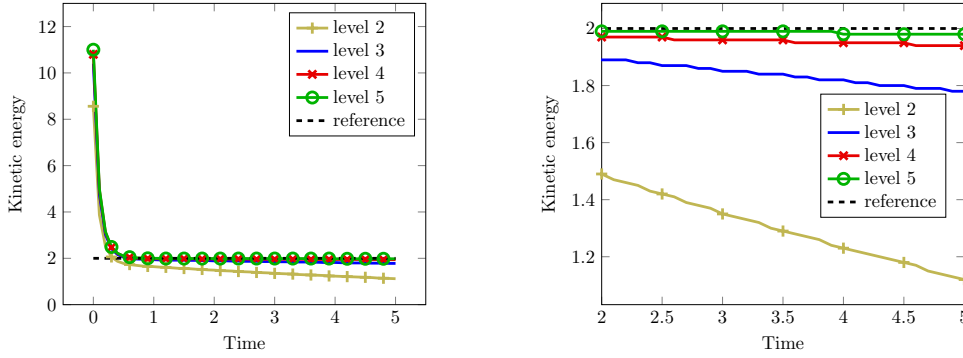 12
10
8
6
4
2
0
Kinetic energy
0 1 2 3 4 5
Time
level 2
level 3
level 4
level 5
reference
2
1.8
1.6
1.4
1.2
Kinetic energy
2 2.5 3 3.5 4 4.5 5
Time
level 2
level 3
level 4
level 5
reference